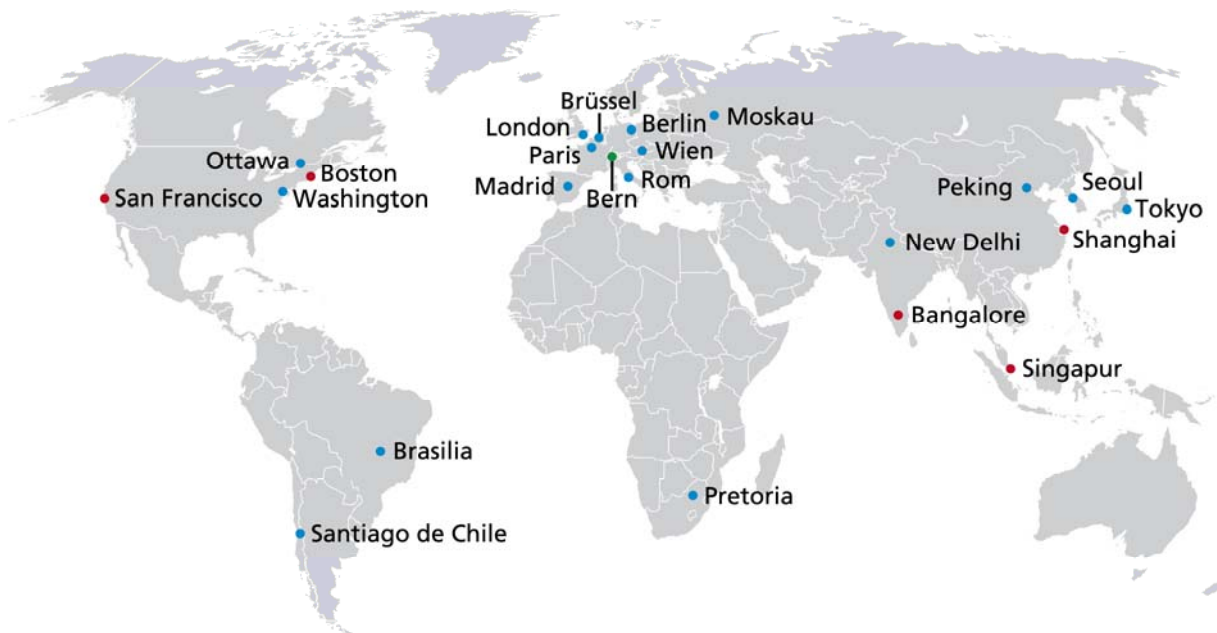 Brüssel
London
Berlin
Moskau
Paris
Wien
Ottawa
Boston
Madrid
Rom
San Francisco
Washington
Bern
Peking
Seoul
Tokyo
New Delhi
Shanghai
Bangalore
Singapur
Brasilia
Pretoria
Santiago de Chile